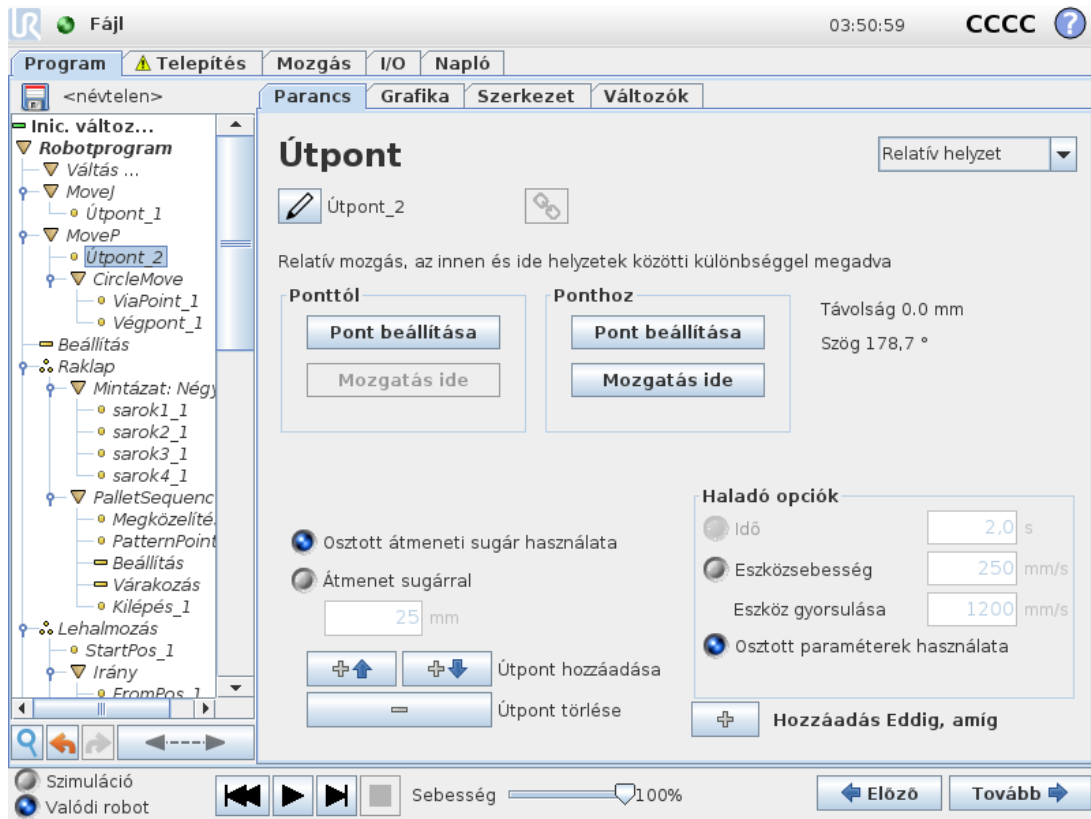 Fájl
03:50:59
CCCC
?
Program
Telepítés
Mozgás
I/O
Napló
<névtelen>
Parancs
Grafika
Szerkezet
Változók
Inic. változ...
Robotprogram
Váltás ...
MoveJ
Útpont_1
MoveP
Útpont_2
CircleMove
ViaPoint_1
Végpont_1
Beállítás
Raklap
Mintázat: Négy
sarok1_1
sarok2_1
sarok3_1
sarok4_1
PalletSequenc
Megközelítés
PatternPoint
Beállítás
Várakozás
Kilépés_1
Lehalmozás
StartPos_1
Irány
FromPos_1
Útpont
Relatív helyzet
Útpont_2
Relatív mozgás, az innen és ide helyzetek közötti különbséggel megadva
Ponttól
Pont beállítása
Mozgatás ide
Ponthoz
Pont beállítása
Mozgatás ide
Távolság 0.0 mm
Szög 178,7 °
Osztott átmeneti sugár használata
Átmenet sugárral
25 mm
Útpont hozzáadása
Útpont törlése
Haladó opciók
Idő
2,0 s
Eszközsebesség
250 mm/s
Eszköz gyorsulása
1200 mm/s
Osztott paraméterek használata
Hozzáadás Eddig, amíg
Szimuláció
Valódi robot
Sebesség
100%
Előző
Tovább